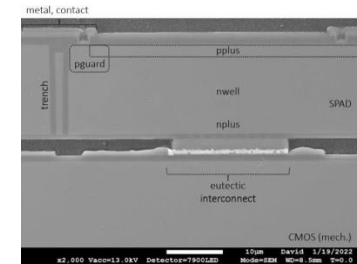 metal, contact
pplus
pguard
trench
nwell
SPAD
nplus
eutectic
interconnect
CMOS (mech.)
10μm David 1/19/2022
x2,000 Vacc=13.0kV Detector=7900LED Mode=SEM WD=8.5mm T=0.0